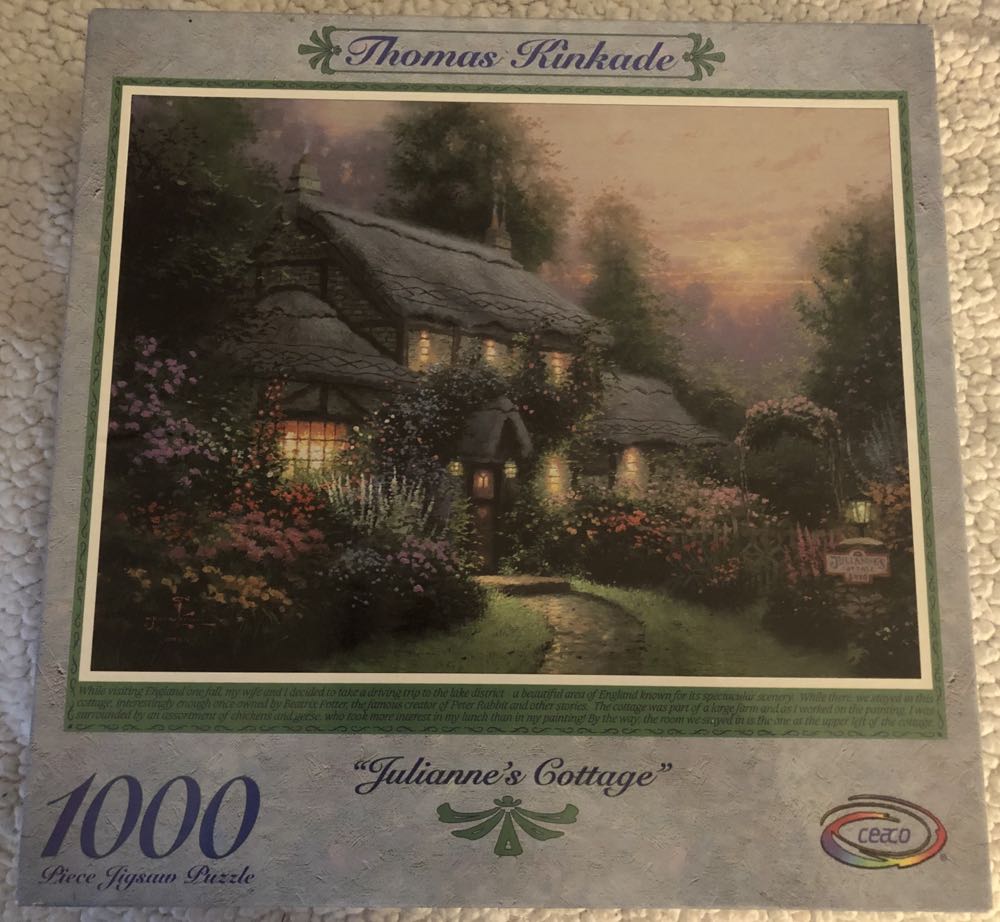 Thomas Kinkade
JULIANNE'S
COTTAGE
While visiting England one fall, my wife and I decided to take a driving trip to the lake district a beautiful area of England known for its spectacular scenery. While there, we stayed in this
cottage, interestingly enough once owned by Beatrix Potter, the famous creator of Peter Rabbit and other stories. The cottage was part of a large farm and as I worked on the painting, I was
surrounded by an assortment of chickens and geese, who took more interest in my lunch than in my painting! By the way, the room we stayed in is the one at the upper left of the cottage.
"Julianne's Cottage"
1000
Piece Jigsaw Puzzle
ceaco